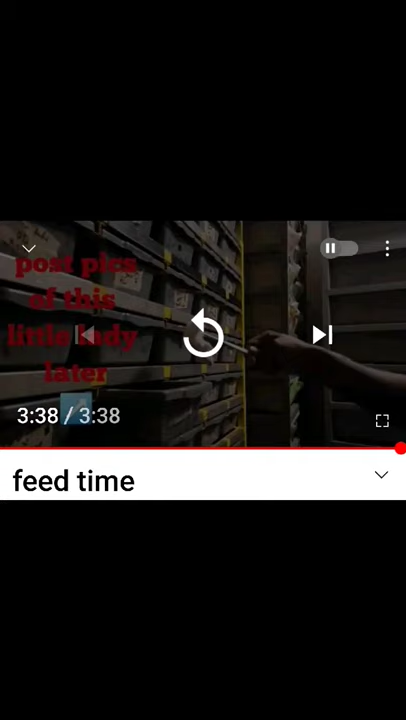 post pics
of this
little lady
later
3:38 / 3:38
feed time